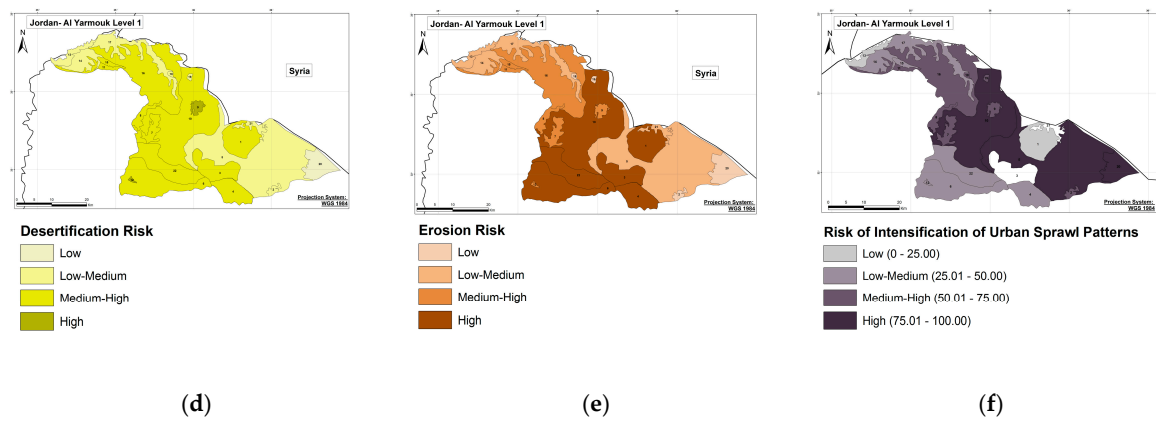 Jordan- Al Yarmouk Level 1
N
Syria
Projection System:
WGS 1984
Km
Desertification Risk
Low
Low-Medium
Medium-High
High
(d)
Jordan- Al Yarmouk Level 1
N
Syria
Projection System:
WGS 1984
Km
Erosion Risk
Low
Low-Medium
Medium-High
High
(e)
Jordan- Al Yarmouk Level 1
N
Projection System:
WGS 1984
Km
Risk of Intensification of Urban Sprawl Patterns
Low (0 - 25.00)
Low-Medium (25.01 - 50.00)
Medium-High (50.01 - 75.00)
High (75.01 - 100.00)
(f)